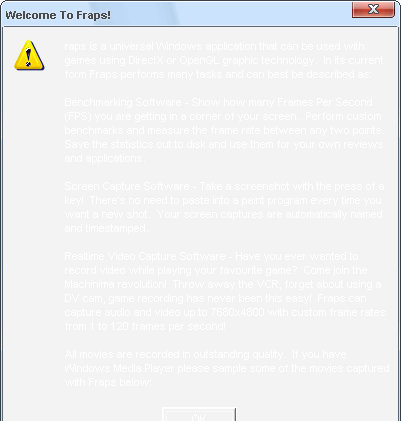 Welcome To Fraps!
raps is a universal Windows application that can be used with
games using DirectX or OpenGL graphic technology. In its current
form Fraps performs many tasks and can best be described as:
Benchmarking Software - Show how many Frames Per Second
(FPS) you are getting in a corner of your screen. Perform custom
benchmarks and measure the frame rate between any two points.
Save the statistics out to disk and use them for your own reviews
and applications.
Screen Capture Software - Take a screenshot with the press of a
key! There's no need to paste into a paint program every time you
want a new shot. Your screen captures are automatically named
and timestamped.
Realtime Video Capture Software - Have you ever wanted to
record video while playing your favourite game? Come join the
Machinima revolution! Throw away the VCR, forget about using a
DV cam, game recording has never been this easy! Fraps can
capture audio and video up to 7680x4800 with custom frame rates
from 1 to 120 frames per second!
All movies are recorded in outstanding quality. If you have
Windows Media Player please sample some of the movies captured
with Fraps below.
OK